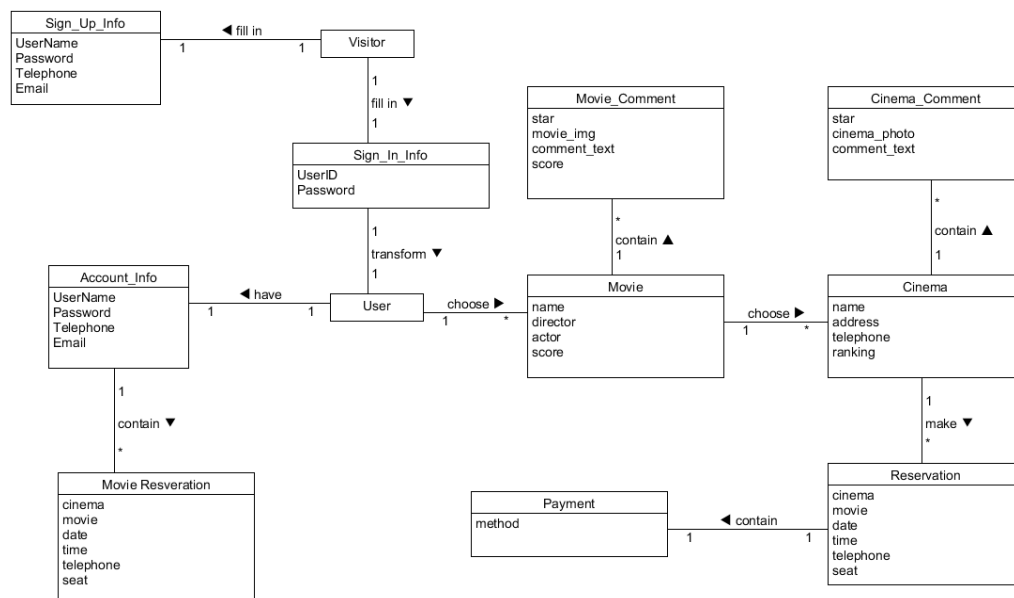 Sign_Up_Info
UserName
Password
Telephone
Email
◀ fill in
1
1
Visitor
1
fill in ▼
1
Sign_In_Info
UserID
Password
1
transform ▼
1
Movie_Comment
star
movie_img
comment_text
score
Cinema_Comment
star
cinema_photo
comment_text
*
contain ▲
1
*
contain ▲
1
Account_Info
UserName
Password
Telephone
Email
◀ have
1
1
User
choose ▶
1
*
Movie
name
director
actor
score
choose ▶
1
*
Cinema
name
address
telephone
ranking
1
contain ▼
*
1
make ▼
*
Movie Resveration
cinema
movie
date
time
telephone
seat
Payment
method
◀ contain
1
1
Reservation
cinema
movie
date
time
telephone
seat